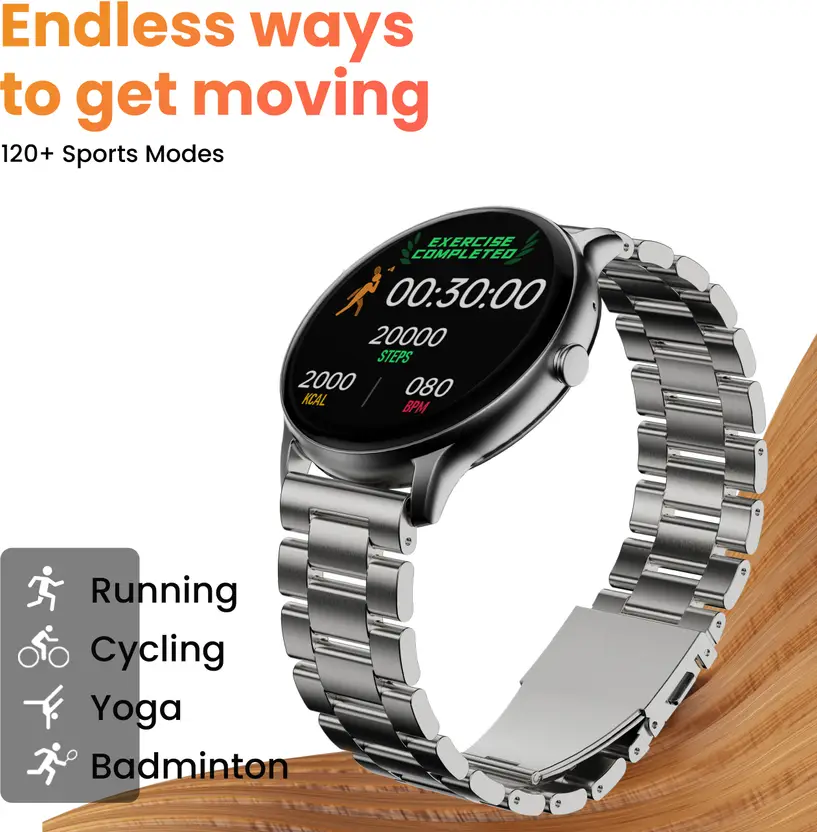 Endless ways
to get moving
120+ Sports Modes
EXERCISE
COMPLETED
00:30:00
20000
STEPS
2000 080
KCAL BPM
Running
Cycling
Yoga
Badminton